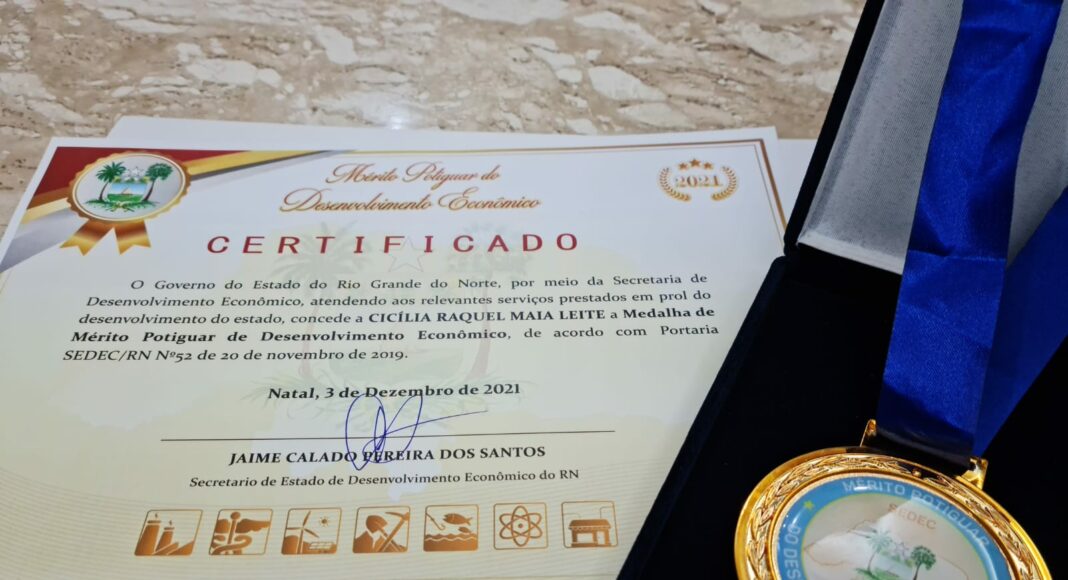 Mérito Potiguar do
Desenvolvimento Econômico
2021
CERTIFICADO
O Governo do Estado do Rio Grande do Norte, por meio da Secretaria de
Desenvolvimento Econômico, atendendo aos relevantes serviços prestados em prol do
desenvolvimento do estado, concede a CICÍLIA RAQUEL MAIA LEITE a Medalha de
Mérito Potiguar de Desenvolvimento Econômico, de acordo com Portaria
SEDEC/RN Nº52 de 20 de novembro de 2019.
Natal, 3 de Dezembro de 2021
JAIME CALADO PEREIRA DOS SANTOS
Secretario de Estado de Desenvolvimento Econômico do RN
MÉRITO POTIGUAR
SEDEC